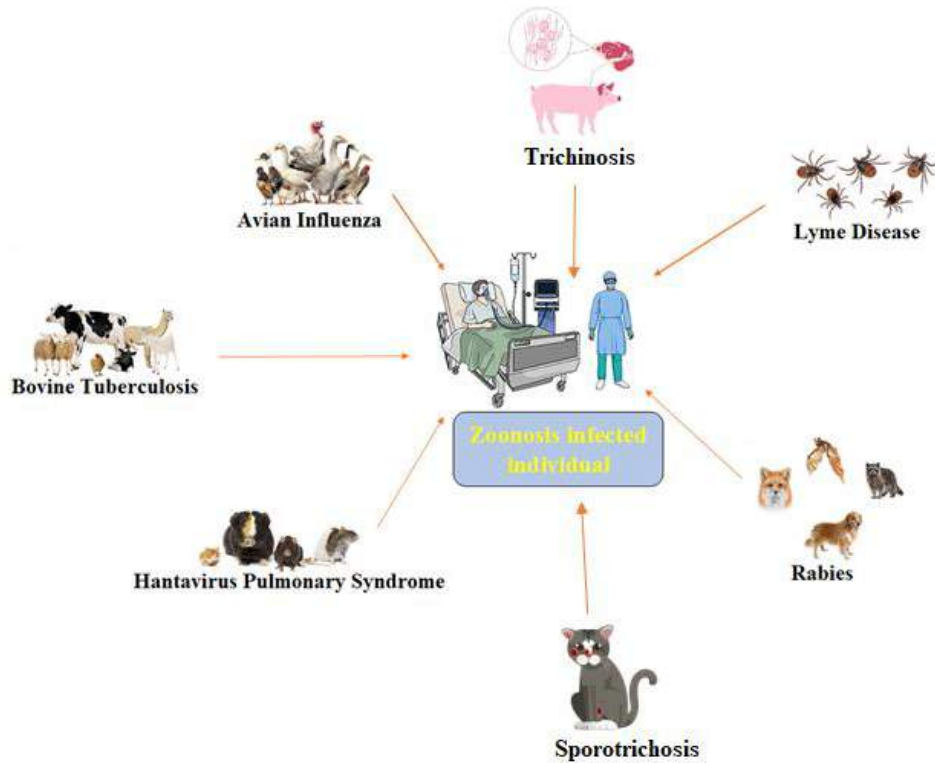 Trichinosis
Avian Influenza
Lyme Disease
Bovine Tuberculosis
Zoonosis infected
individual
Hantavirus Pulmonary Syndrome
Rabies
Sporotrichosis